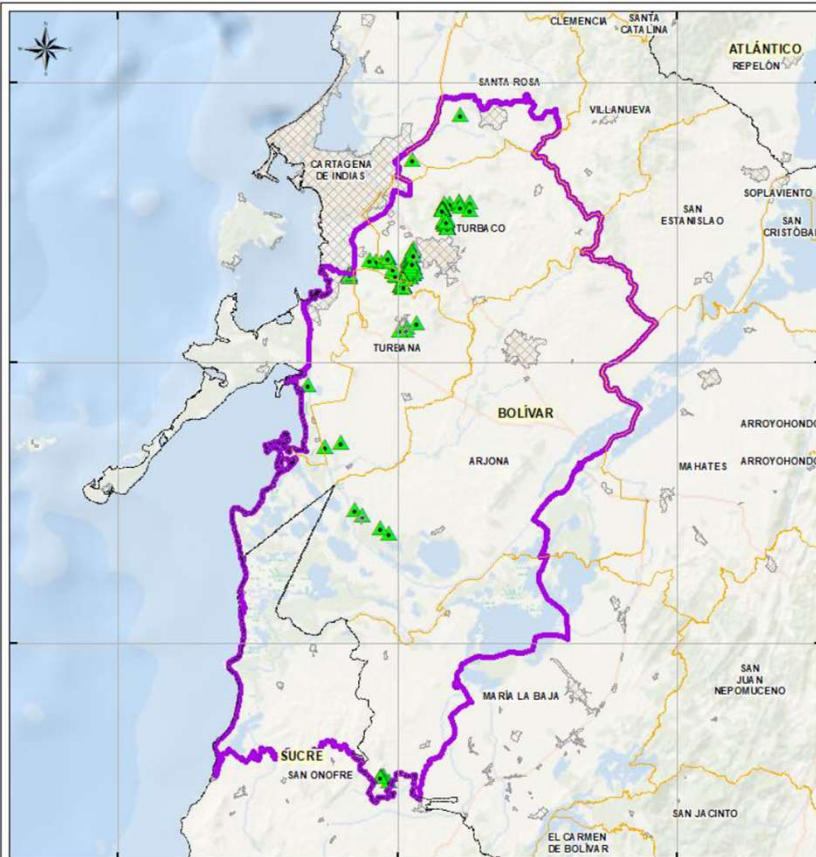 CLEMENCIA
SANTA
CATALINA
ATLÁNTICO
REPELÓN
SANTA ROSA
VILLANUEVA
CARTAGENA
DE INDIAS
SOPLAVIENTO
SAN
ESTANISLAO
SAN
CRISTÓBAL
TURBACO
TURBANA
BOLÍVAR
ARROYOHONDO
ARJONA
MAHATES
ARROYOHONDO
SAN
JUAN
NEPOMUCENO
MARÍA LA BAJA
SUCRE
SAN ONOFRE
SAN JACINTO
EL CARMEN
DE BOLÍVAR